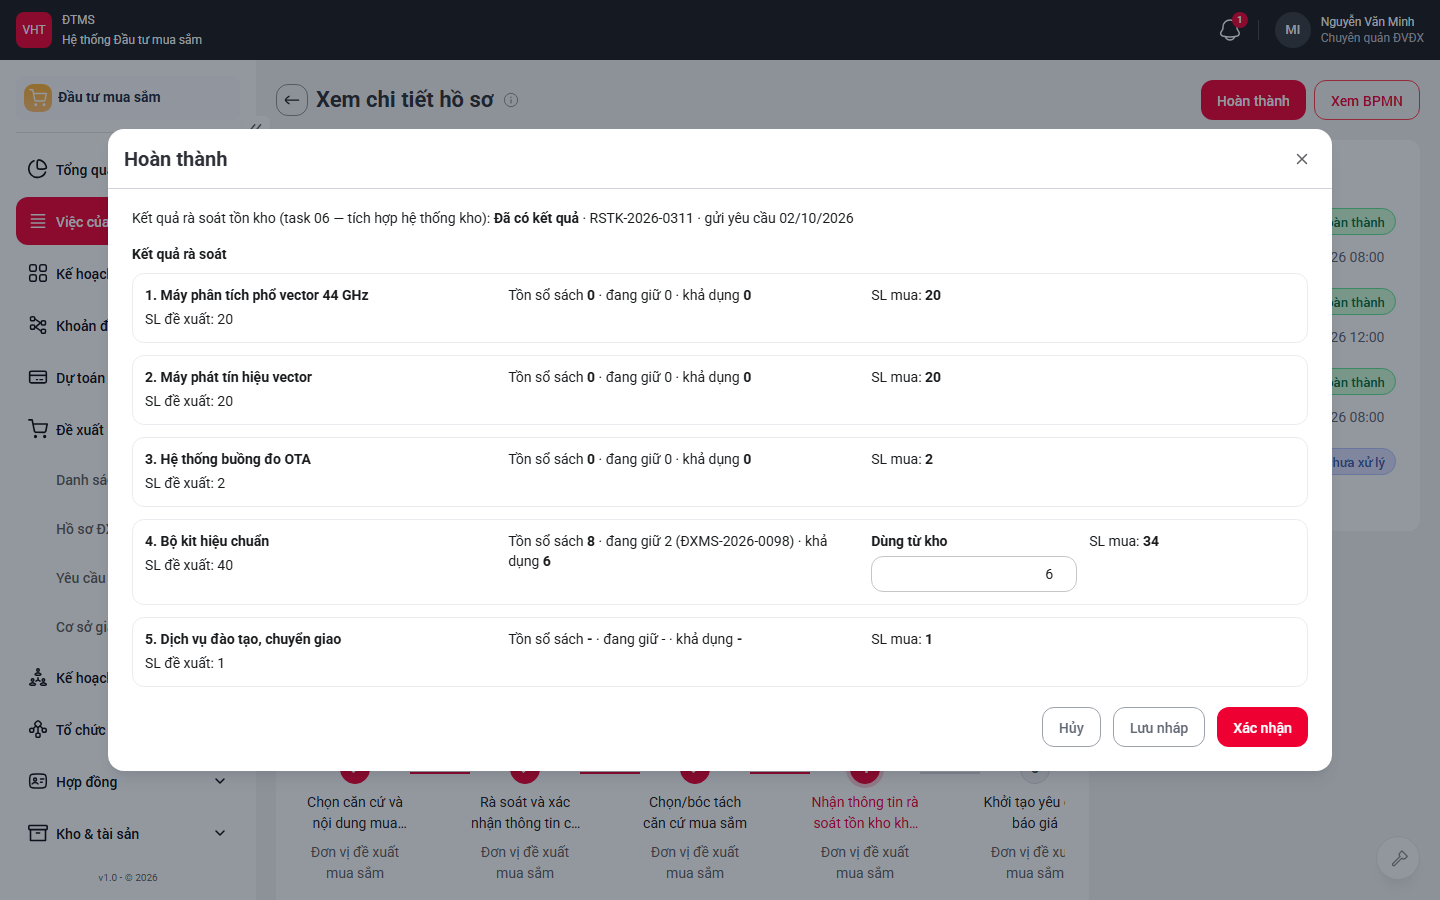 VHT
ĐTMS
Hệ thống Đầu tư mua sắm
1
MI
Nguyễn Văn Minh
Chuyên quản ĐVĐX
Đầu tư mua sắm
Xem chi tiết hồ sơ
Hoàn thành
Xem BPMN
Tổng
Việc của
Kế hoạch
Khoản
Dự toán
Đề xuất
Danh
Hồ sơ
Yêu cầu
Cơ sở
Kế hoạch
Tổ chức
Hợp đồng
Kho & tài sản
v1.0 - © 2026
Hoàn thành
Kết quả rà soát tồn kho (task 06 — tích hợp hệ thống kho): Đã có kết quả · RSTK-2026-0311 · gửi yêu cầu 02/10/2026
Kết quả rà soát
1. Máy phân tích phổ vector 44 GHz
SL đề xuất: 20
Tồn sổ sách 0 · đang giữ 0 · khả dụng 0
SL mua: 20
2. Máy phát tín hiệu vector
SL đề xuất: 20
Tồn sổ sách 0 · đang giữ 0 · khả dụng 0
SL mua: 20
3. Hệ thống buồng đo OTA
SL đề xuất: 2
Tồn sổ sách 0 · đang giữ 0 · khả dụng 0
SL mua: 2
4. Bộ kit hiệu chuẩn
SL đề xuất: 40
Tồn sổ sách 8 · đang giữ 2 (ĐXMS-2026-0098) · khả
dụng 6
Dùng từ kho
6
SL mua: 34
5. Dịch vụ đào tạo, chuyển giao
SL đề xuất: 1
Tồn sổ sách - · đang giữ - · khả dụng -
SL mua: 1
Hủy
Lưu nháp
Xác nhận
thành
26 08:00
thành
26 12:00
thành
26 08:00
xử lý
Chọn căn cứ và
nội dung mua...
Đơn vị đề xuất
mua sắm
Rà soát và xác
nhận thông tin c...
Đơn vị đề xuất
mua sắm
Chọn/bóc tách
căn cứ mua sắm
Đơn vị đề xuất
mua sắm
Nhận thông tin rà
soát tồn kho kh...
Đơn vị đề xuất
mua sắm
Khởi tạo yêu
báo giá
Đơn vị đề
mua sắm